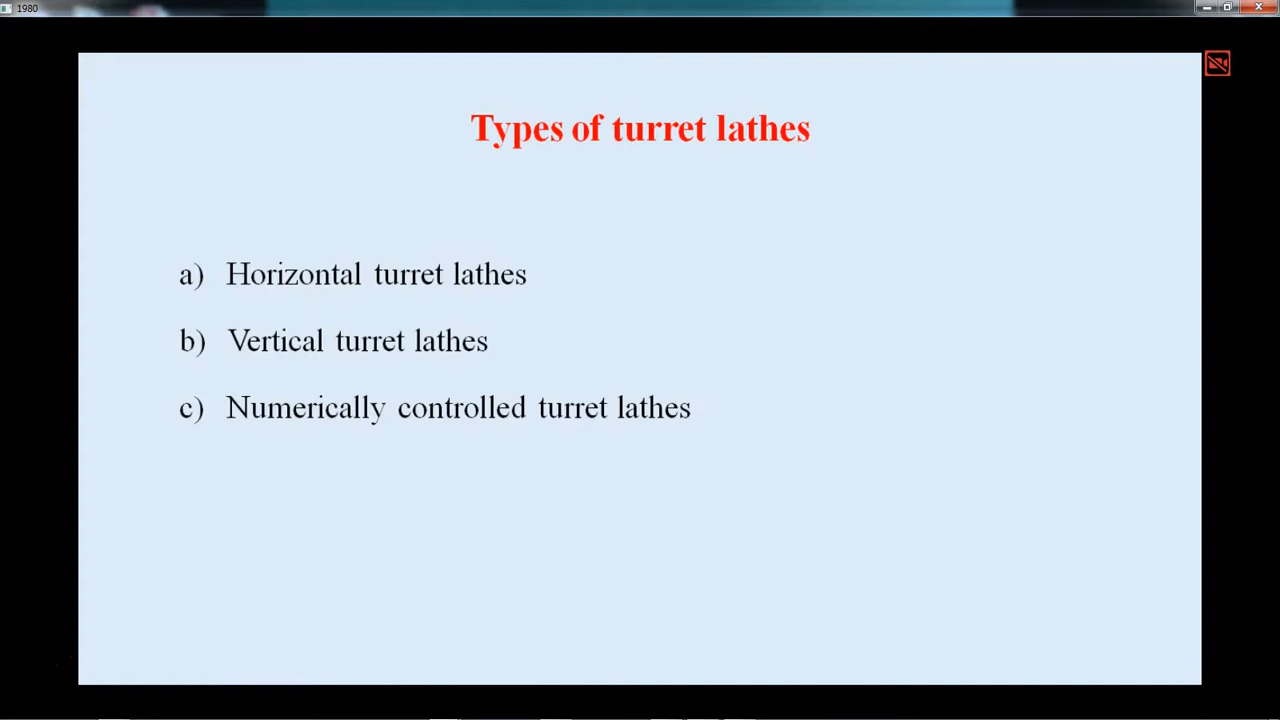 1980
Types of turret lathes
a) Horizontal turret lathes
b) Vertical turret lathes
c) Numerically controlled turret lathes